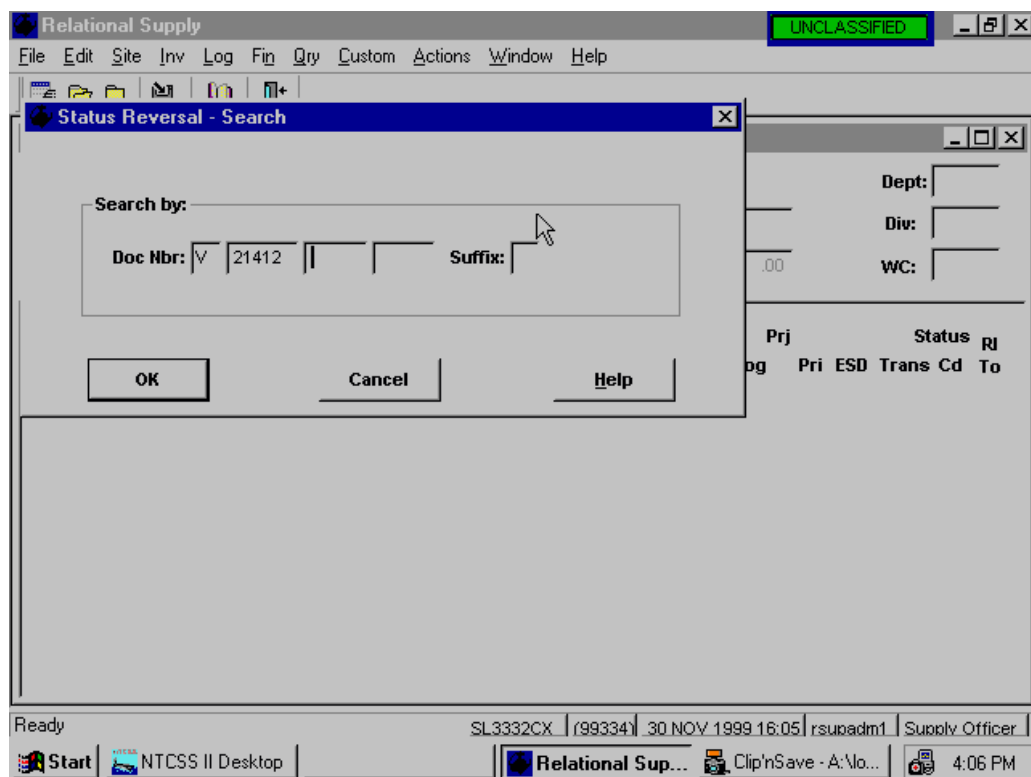 Relational Supply UNCLASSIFIED
File Edit Site Inv Log Fin Qry Custom Actions Window Help
Status Reversal - Search
Dept:
Search by:
Div:
Doc Nbr: V 21412 Suffix:
.00 WC:
Prj Status RI
og Pri ESD Trans Cd To
OK Cancel Help
Ready SL3332CX (99334) 30 NOV 1999 16:05 rsupadm1 Supply Officer
Start NTCSS II Desktop Relational Sup... Clip'nSave - A:\lo... 4:06 PM